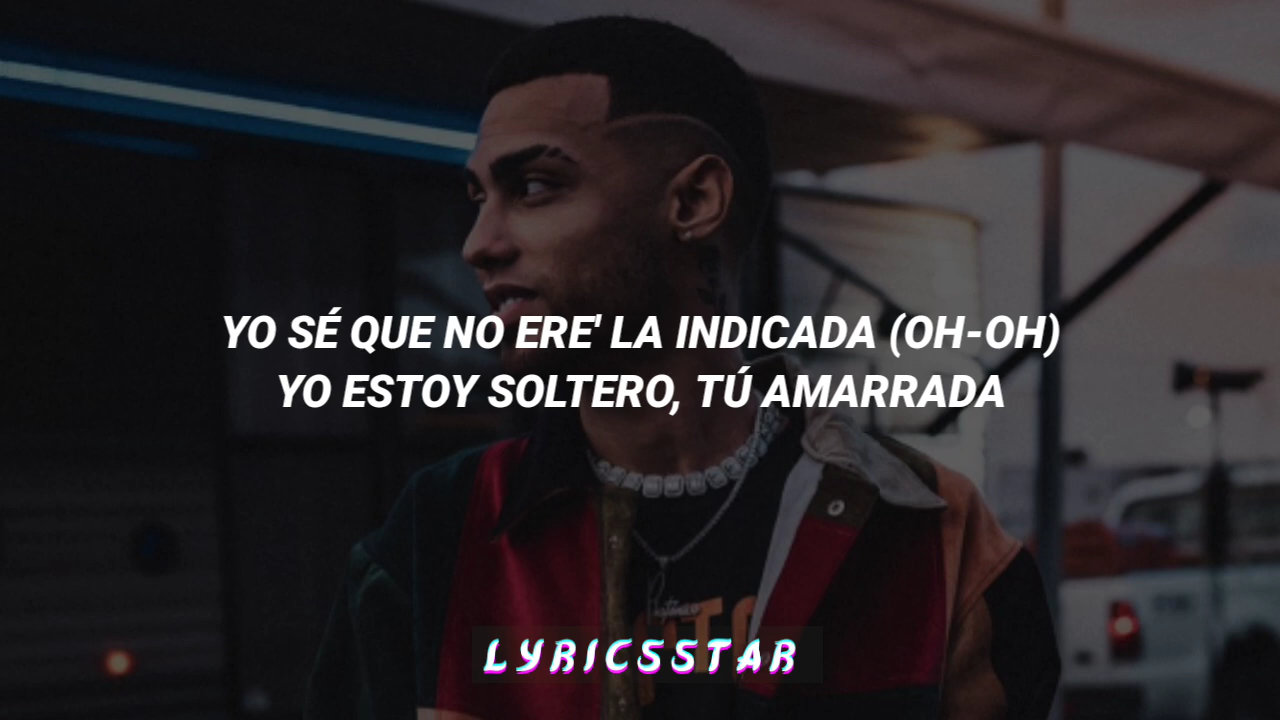 YO SÉ QUE NO ERE' LA INDICADA (OH-OH)
YO ESTOY SOLTERO, TÚ AMARRADA
LYRICSSTAR